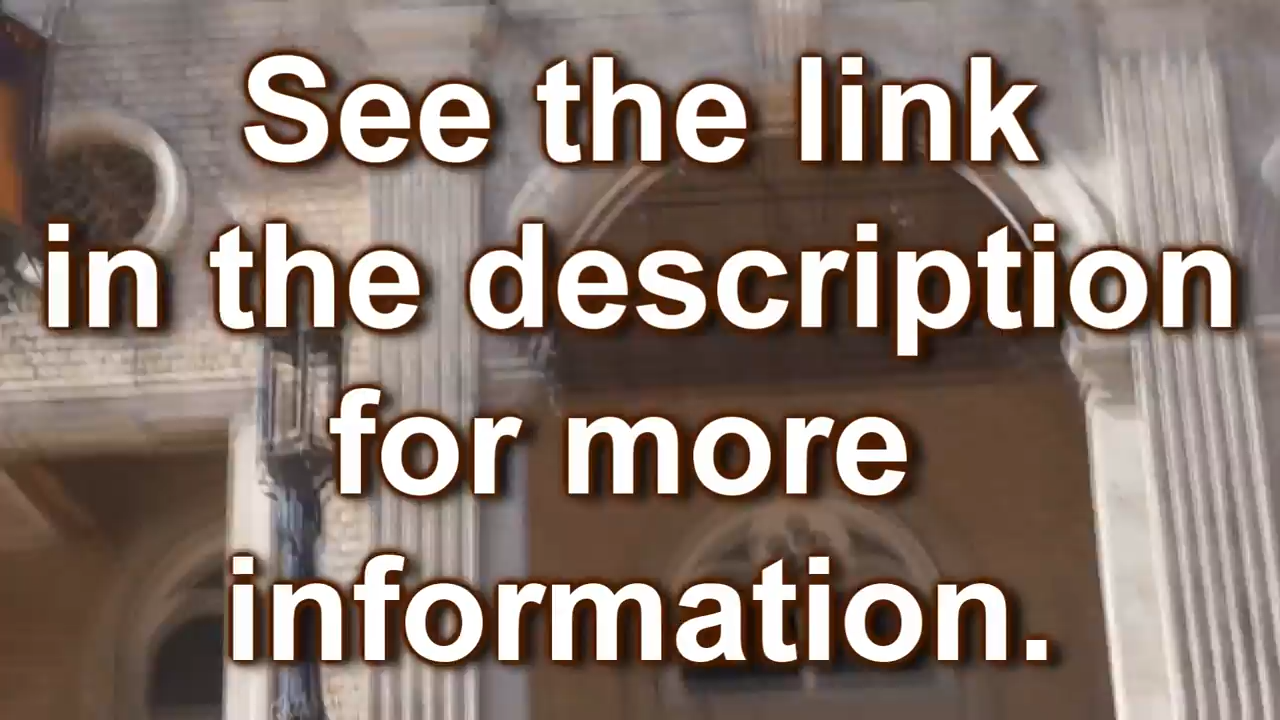 See the link
in the description
for more
information.